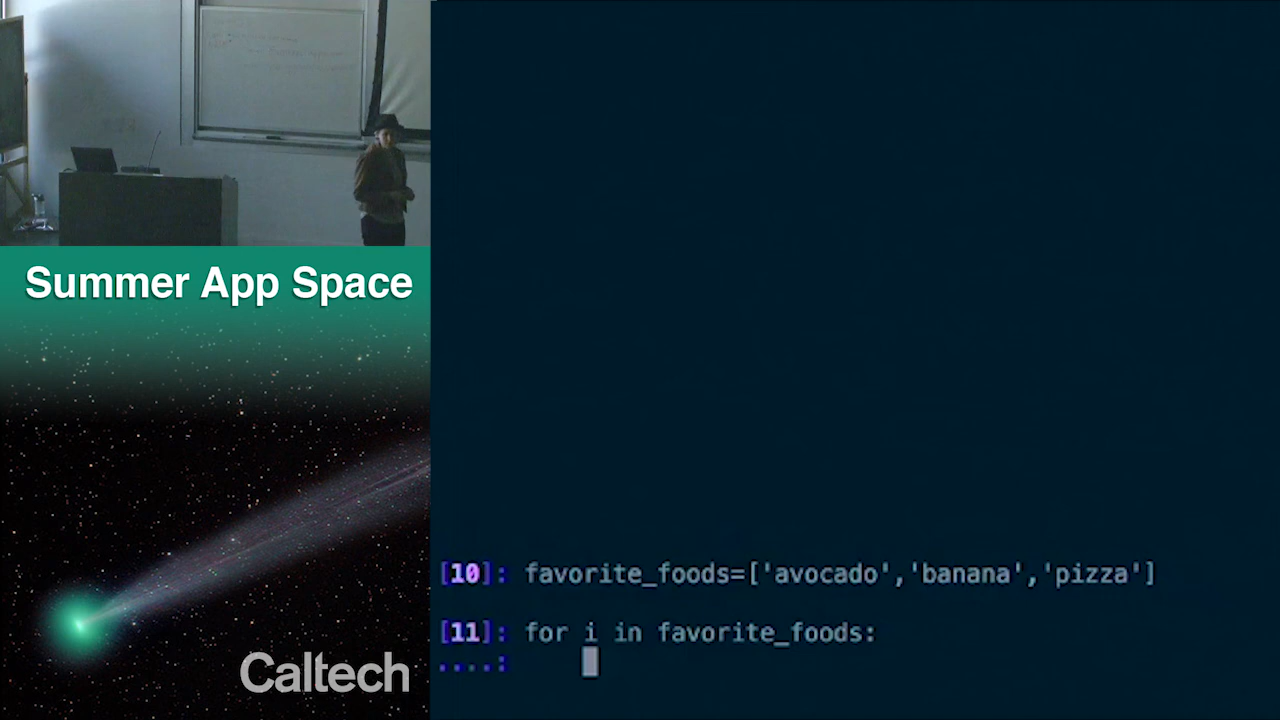 Summer App Space
Caltech
[10]: favorite_foods=['avocado','banana','pizza']
[11]: for i in favorite_foods:
....: